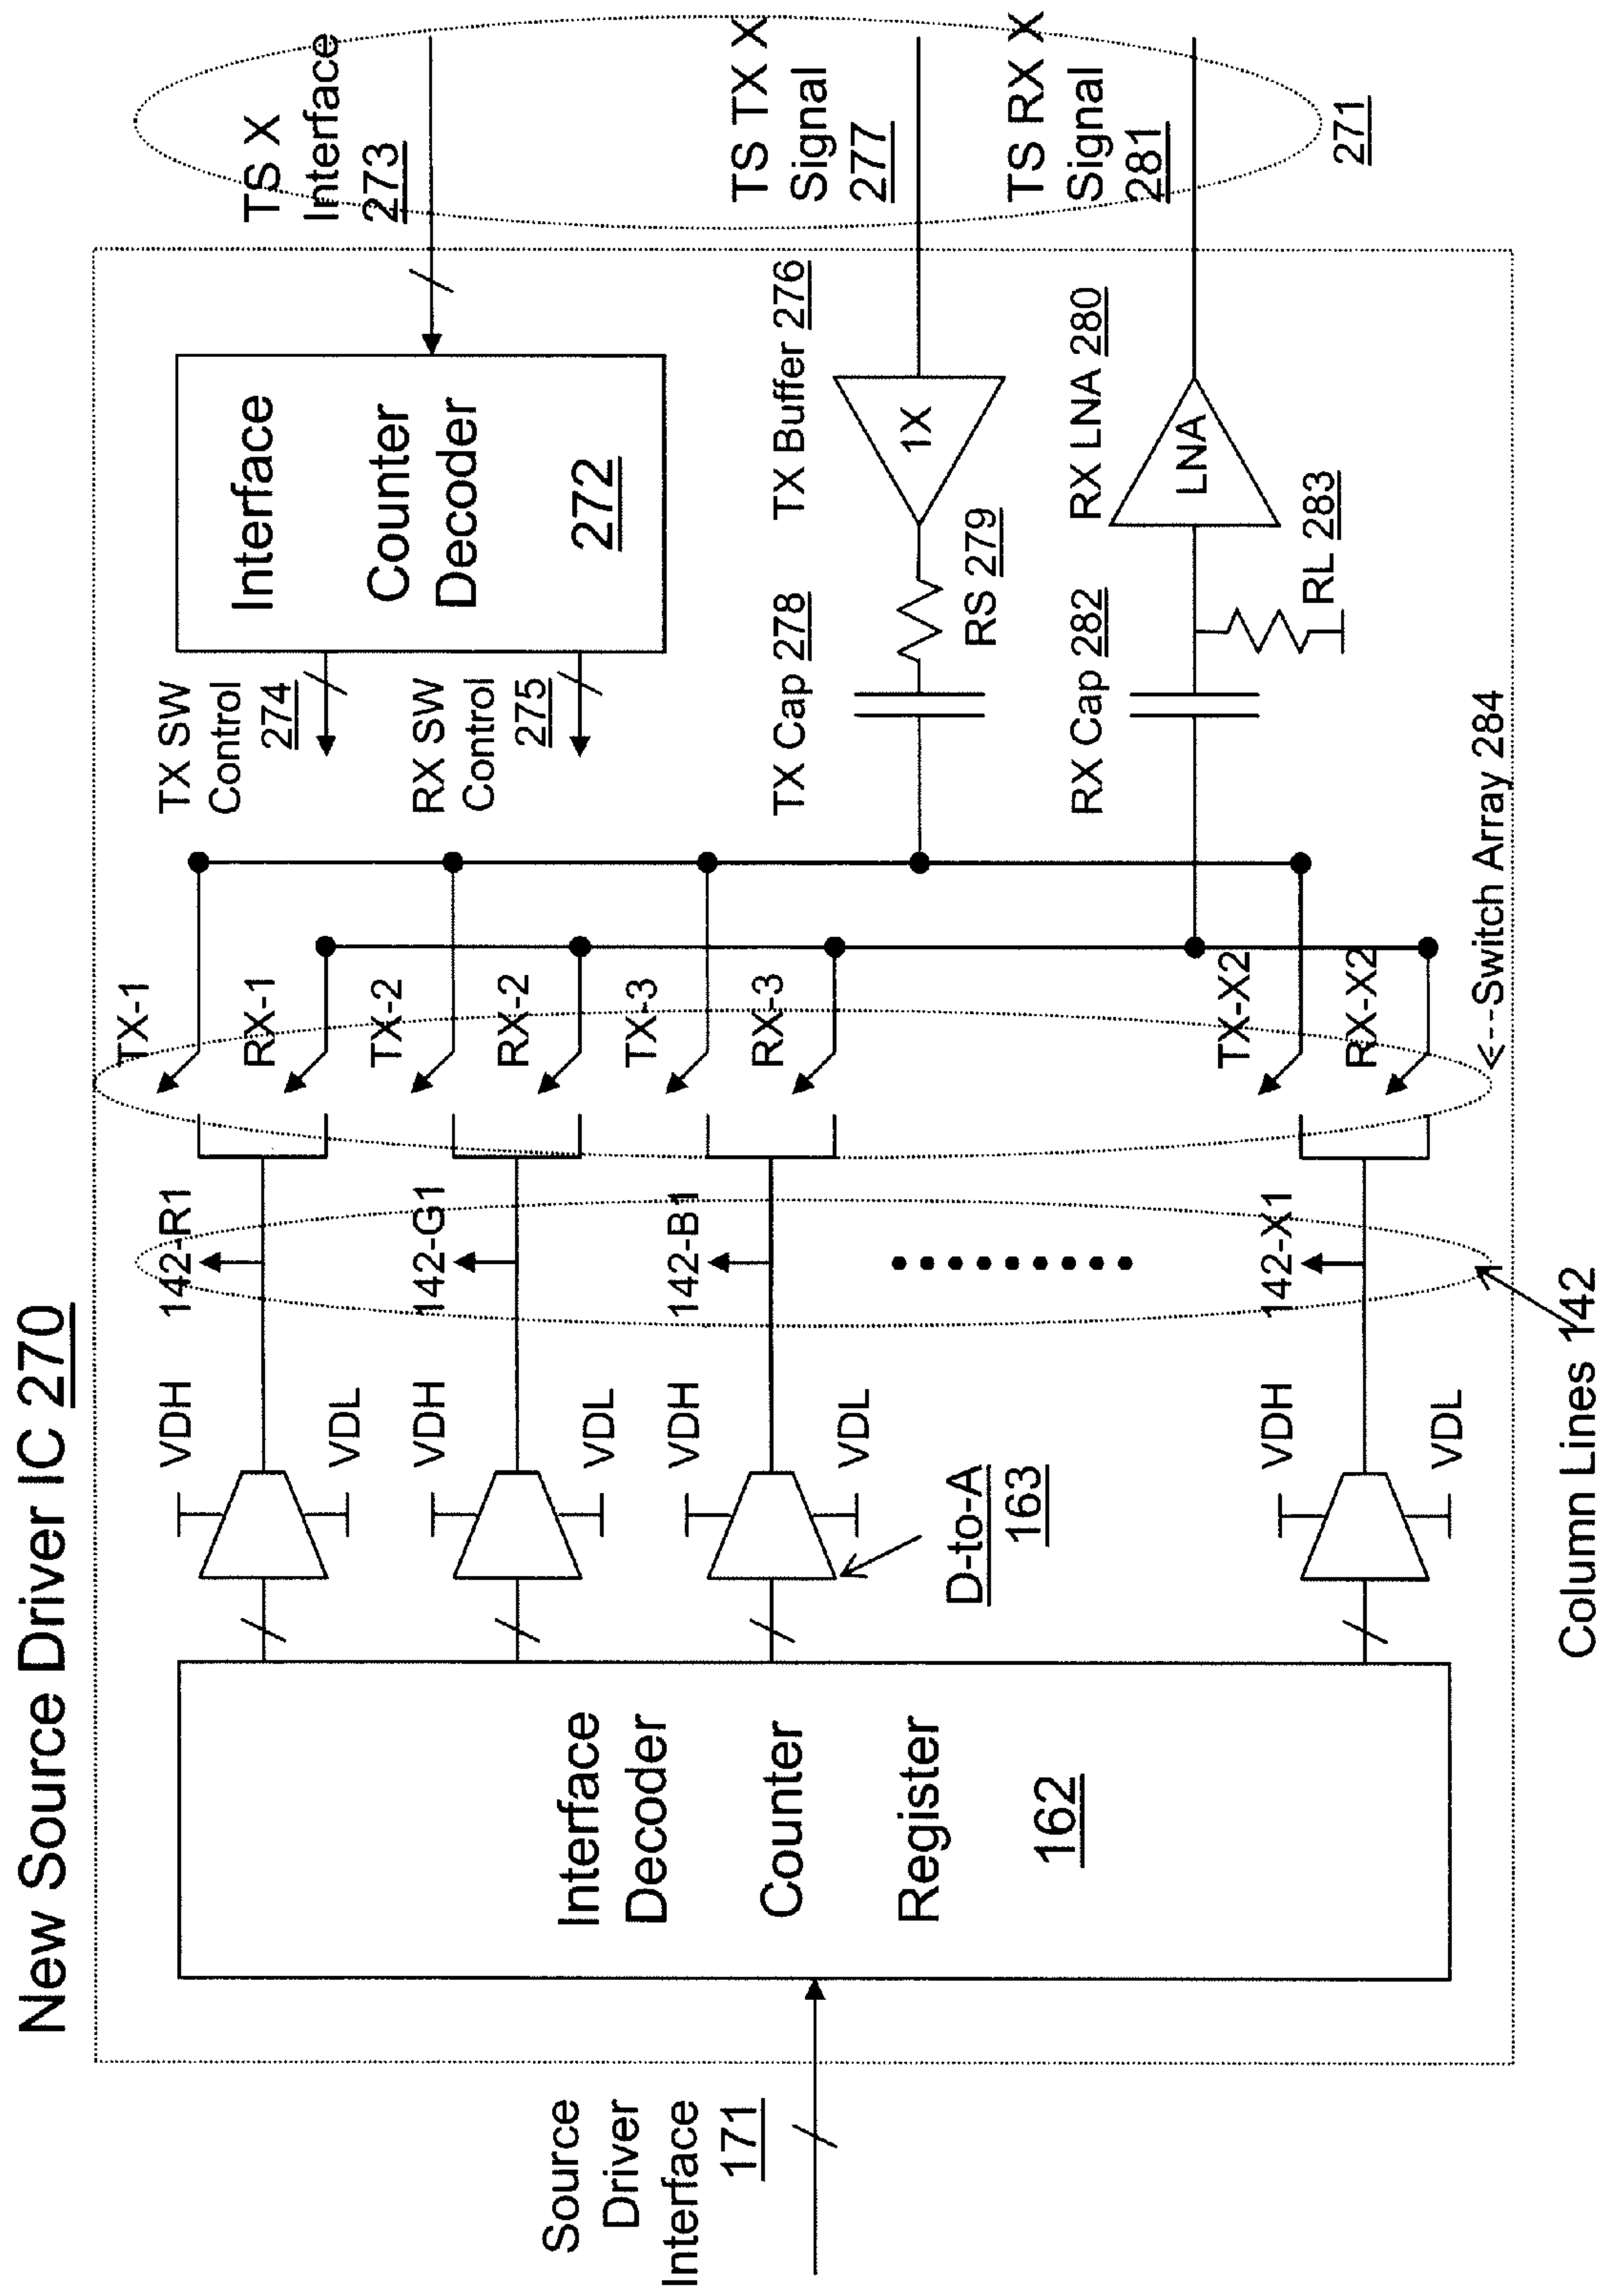 New Source Driver IC 270
Source
Driver
Interface
171
Interface
Decoder
Counter
Register
162
VDH
VDL
VDH
VDL
VDH
VDL
VDH
VDL
D-to-A
163
142-R1
142-G1
142-B1
142-X1
Column Lines 142
TX-1
RX-1
TX-2
RX-2
TX-3
RX-3
TX-X2
RX-X2
<---Switch Array 284
TX SW
Control
274
RX SW
Control
275
Interface
Counter
Decoder
272
TX Cap 278
RS 279
TX Buffer 276
1X
RX Cap 282
RL 283
RX LNA 280
LNA
TS X
Interface
273
TS TX X
Signal
277
TS RX X
Signal
281
271